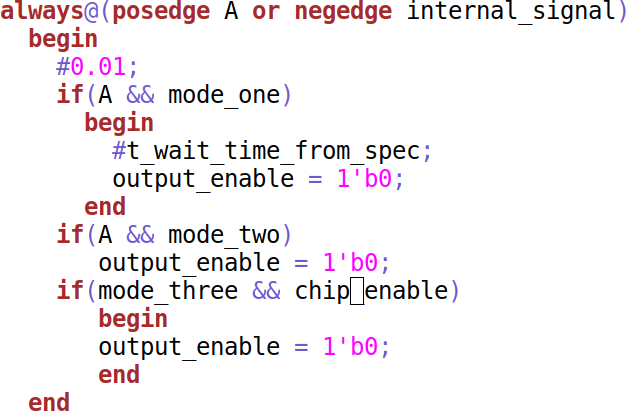 always@(posedge A or negedge internal_signal)
begin
#0.01;
if(A && mode_one)
begin
#t_wait_time_from_spec;
output_enable = 1'b0;
end
if(A && mode_two)
output_enable = 1'b0;
if(mode_three && chip_enable)
begin
output_enable = 1'b0;
end
end